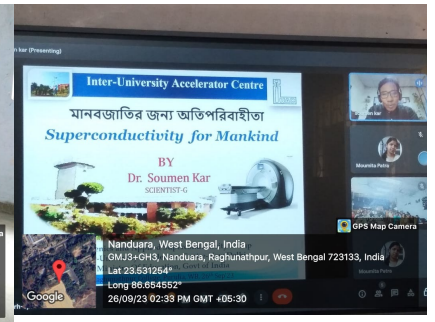 n kar (Presenting)
Inter-University Accelerator Centre
মানবজাতির জন্য অতিপরিবাহীতা
Superconductivity for Mankind
BY
Dr. Soumen Kar
SCIENTIST-G
Moumita Patra
GPS Map Camera
Nanduara, West Bengal, India
GMJ3+GH3, Nanduara, Raghunathpur, West Bengal 723133, India
Lat 23.531254°
Long 86.654552°
26/09/23 02:33 PM GMT +05:30
Google
Moumita Patra